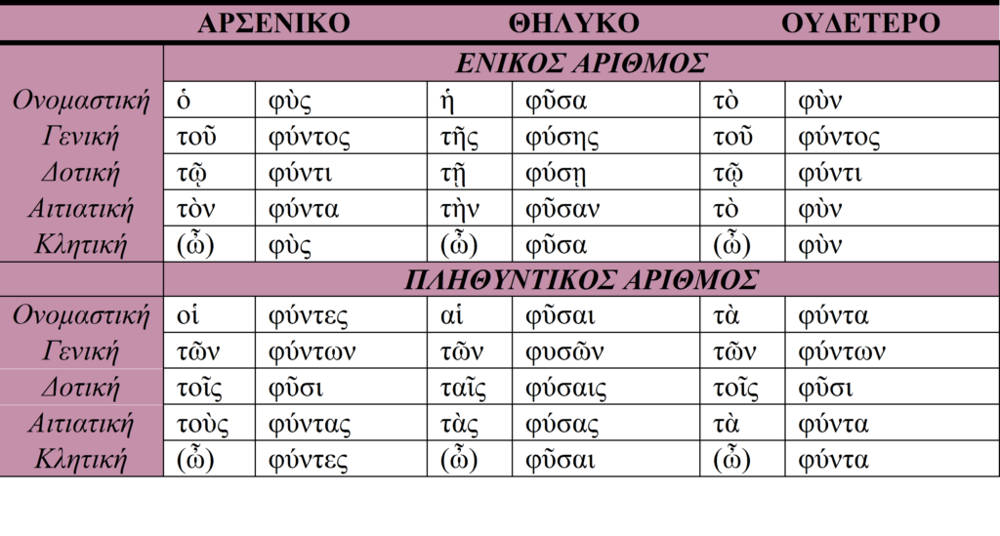 ΑΡΣΕΝΙΚΟ ΘΗΛΥΚΟ ΟΥΔΕΤΕΡΟ
ΕΝΙΚΟΣ ΑΡΙΘΜΟΣ
Ονομαστική ὁ φὺς ἡ φῦσα τὸ φὺν
Γενική τοῦ φύντος τῆς φύσης τοῦ φύντος
Δοτική τῷ φύντι τῇ φύσῃ τῷ φύντι
Αιτιατική τὸν φύντα τὴν φῦσαν τὸ φὺν
Κλητική (ὦ) φὺς (ὦ) φῦσα (ὦ) φὺν
ΠΛΗΘΥΝΤΙΚΟΣ ΑΡΙΘΜΟΣ
Ονομαστική οἱ φύντες αἱ φῦσαι τὰ φύντα
Γενική τῶν φύντων τῶν φυσῶν τῶν φύντων
Δοτική τοῖς φῦσι ταῖς φύσαις τοῖς φῦσι
Αιτιατική τοὺς φύντας τὰς φύσας τὰ φύντα
Κλητική (ὦ) φύντες (ὦ) φῦσαι (ὦ) φύντα